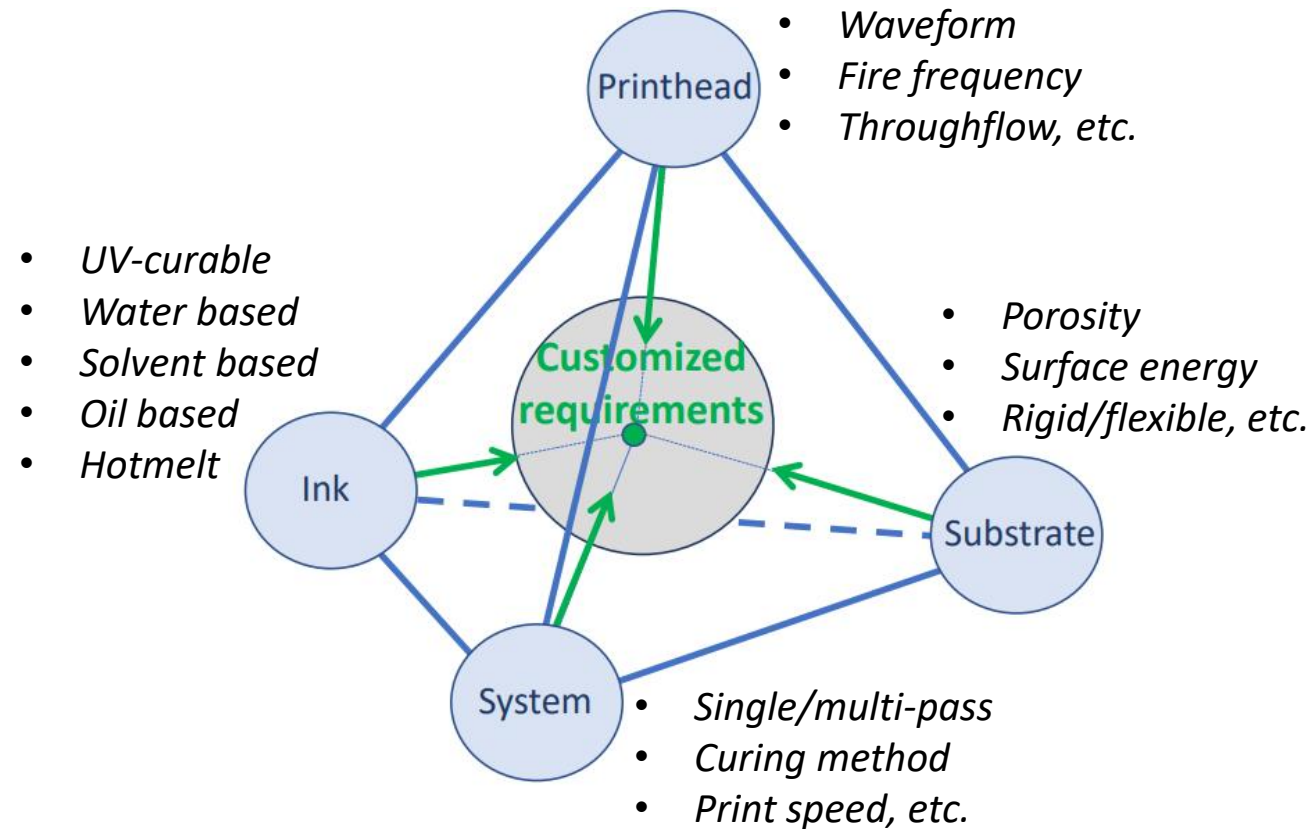 Printhead
• Waveform
• Fire frequency
• Throughflow, etc.
• UV-curable
• Water based
• Solvent based
• Oil based
• Hotmelt
Ink
Customized
requirements
• Porosity
• Surface energy
• Rigid/flexible, etc.
Substrate
System
• Single/multi-pass
• Curing method
• Print speed, etc.